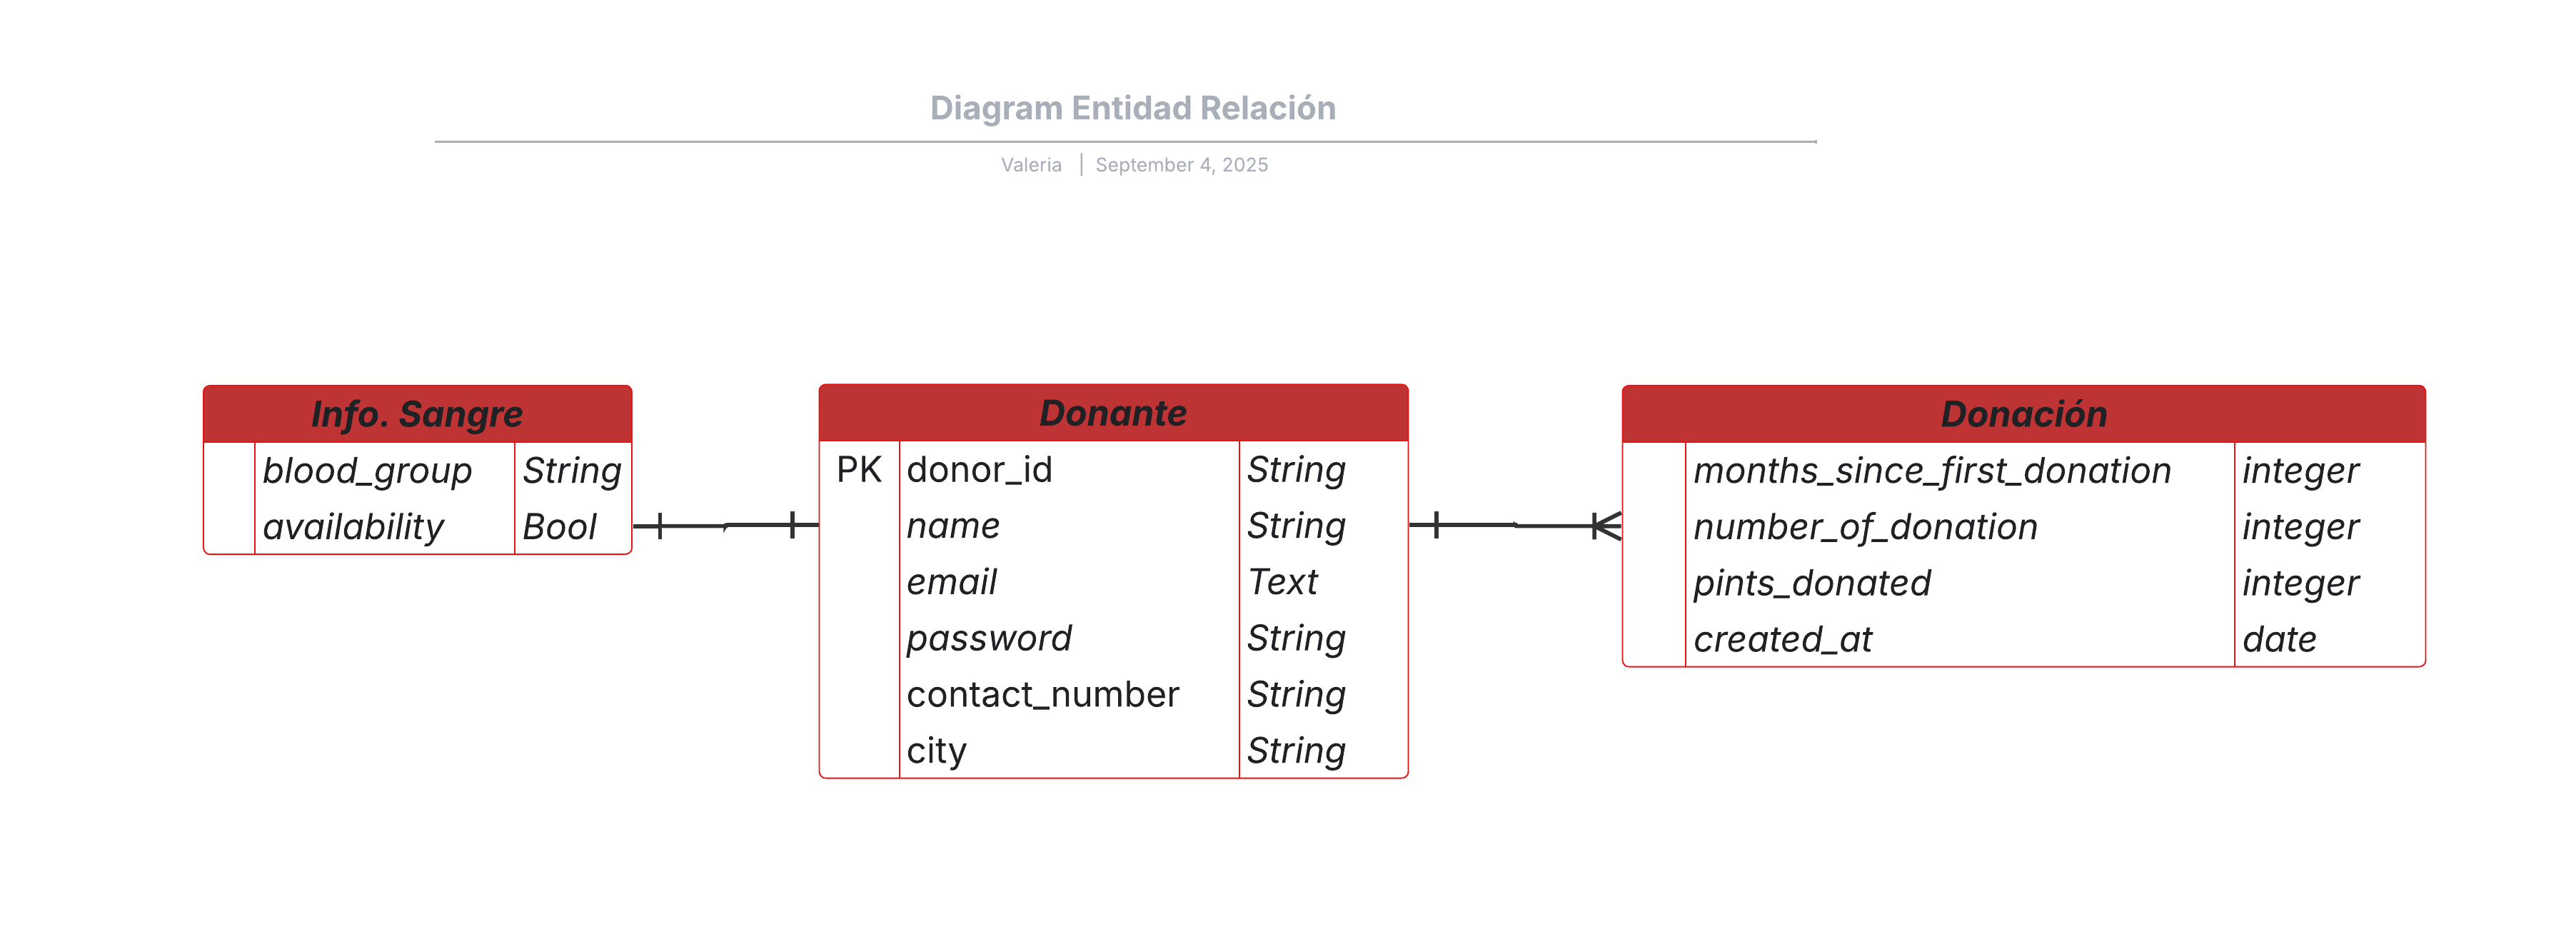 Diagram Entidad Relación
Valeria | September 4, 2025
Info. Sangre
blood_group String
availability Bool
Donante
PK donor_id String
name String
email Text
password String
contact_number String
city String
Donación
months_since_first_donation integer
number_of_donation integer
pints_donated integer
created_at date